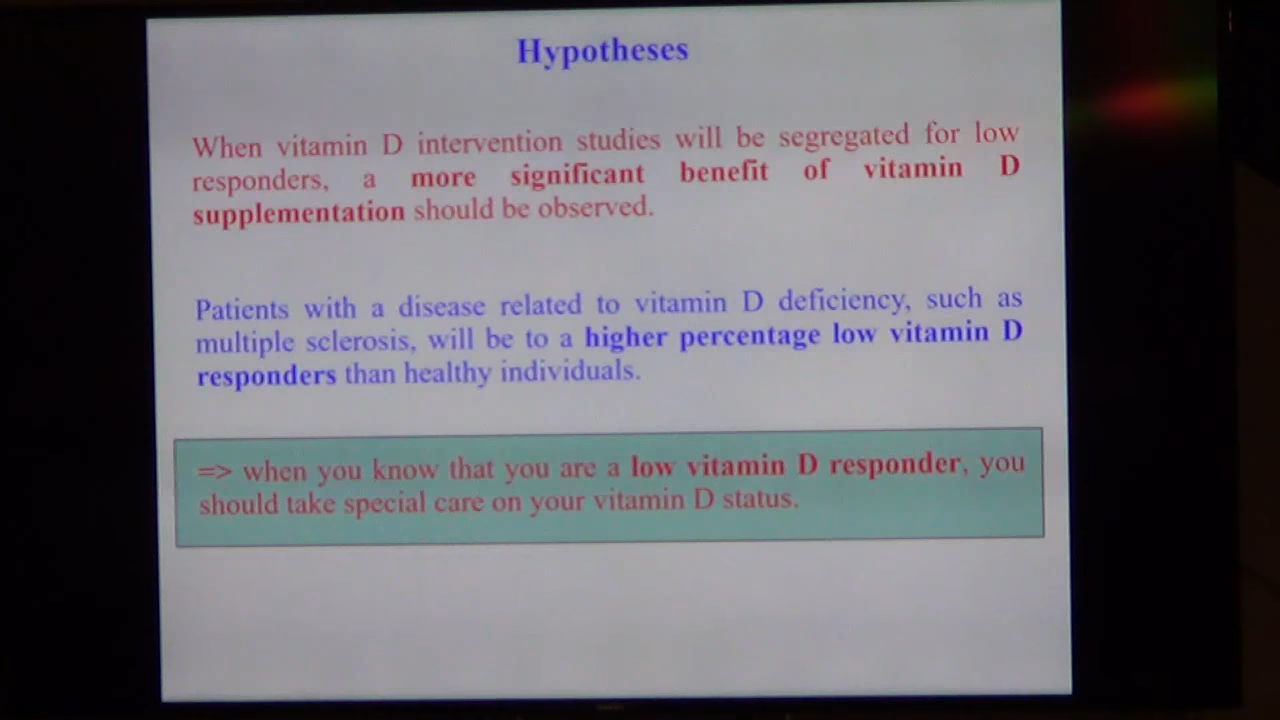 Hypotheses
When vitamin D intervention studies will be segregated for low
responders, a more significant benefit of vitamin D
supplementation should be observed.
Patients with a disease related to vitamin D deficiency, such as
multiple sclerosis, will be to a higher percentage low vitamin D
responders than healthy individuals.
=> when you know that you are a low vitamin D responder, you
should take special care on your vitamin D status.